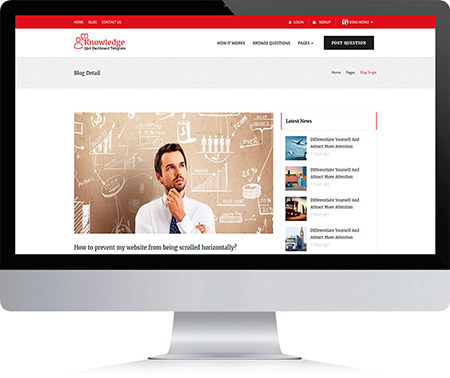 HOME BLOG CONTACT US LOGIN SIGNUP SONU MONU
Knowledge
Q&A Dashboard Template
HOW IT WORKS BROWSE QUESTIONS PAGES POST QUESTION
Blog Detail
Home Pages Blog Single
Latest News
Differentiate Yourself And
Attract More Attention
1 hour ago
Differentiate Yourself And
Attract More Attention
1 hour ago
Differentiate Yourself And
Attract More Attention
1 hour ago
Differentiate Yourself And
Attract More Attention
1 hour ago
How to prevent my website from being scrolled horizontally?